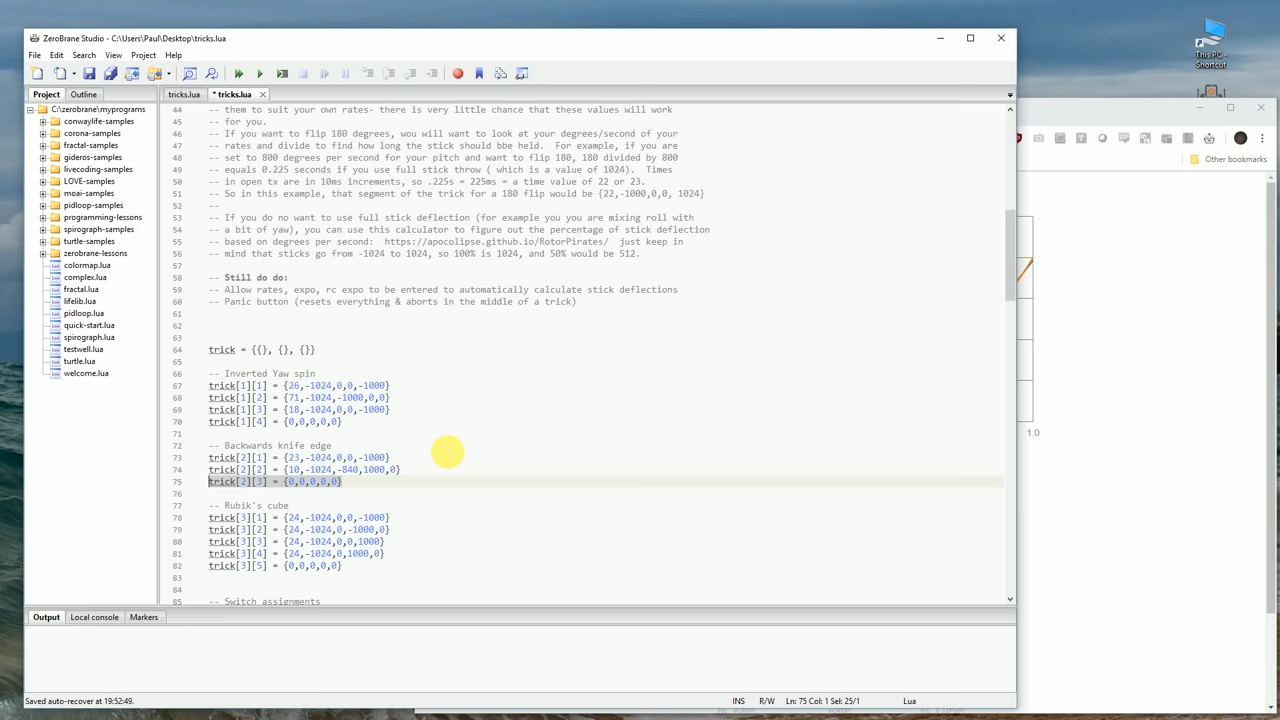 ZeroBrane Studio - C:\Users\Paul\Desktop\tricks.lua
File Edit Search View Project Help
Project Outline
C:\zerobrane\myprograms
conwaylife-samples
corona-samples
fractal-samples
gideros-samples
livecoding-samples
LOVE-samples
moai-samples
pidloop-samples
programming-lessons
spirograph-samples
turtle-samples
zerobrane-lessons
colormap.lua
complex.lua
fractal.lua
lifelib.lua
pidloop.lua
quick-start.lua
spirograph.lua
testwell.lua
turtle.lua
welcome.lua
tricks.lua * tricks.lua
44 -- them to suit your own rates- there is very little chance that these values will work
45 -- for you.
46 -- If you want to flip 180 degrees, wou will want to look at your degrees/second of your
47 -- rates and divide to find how long the stick should bbe held. For example, if you are
48 -- set to 800 degrees per second for your pitch and want to flip 180, 180 divided by 800
49 -- equals 0.225 seconds if you use full stick throw ( which is a value of 1024). Times
50 -- in open tx are in 10ms increments, so .225s = 225ms = a time value of 22 or 23.
51 -- So in this example, that segment of the trick for a 180 flip would be {22,-1000,0,0, 1024}
52 --
53 -- If you do no want to use full stick deflection (for example you you are mixing roll with
54 -- a bit of yaw), you can use this calculator to figure out the percentage of stick deflection
55 -- based on degrees per second: https://apocolipse.github.io/RotorPirates/ just keep in
56 -- mind that sticks go from -1024 to 1024, so 100% is 1024, and 50% would be 512.
57
58 -- Still do do:
59 -- Allow rates, expo, rc expo to be entered to automatically calculate stick deflections
60 -- Panic button (resets everything & aborts in the middle of a trick)
61
62
63
64 trick = {{}, {}, {}}
65
66 -- Inverted Yaw spin
67 trick[1][1] = {26,-1024,0,0,-1000}
68 trick[1][2] = {71,-1024,-1000,0,0}
69 trick[1][3] = {18,-1024,0,0,-1000}
70 trick[1][4] = {0,0,0,0,0}
71
72 -- Backwards knife edge
73 trick[2][1] = {23,-1024,0,0,-1000}
74 trick[2][2] = {10,-1024,-840,1000,0}
75 trick[2][3] = {0,0,0,0,0}
76
77 -- Rubik's cube
78 trick[3][1] = {24,-1024,0,0,-1000}
79 trick[3][2] = {24,-1024,0,-1000,0}
80 trick[3][3] = {24,-1024,0,0,1000}
81 trick[3][4] = {24,-1024,0,1000,0}
82 trick[3][5] = {0,0,0,0,0}
83
84
85 -- Switch assignments
Output Local console Markers
Saved auto-recover at 19:52:49.
INS R/W Ln: 75 Col: 1 Sel: 25/1 Lua
This PC -
Shortcut
Other bookmarks
1.0